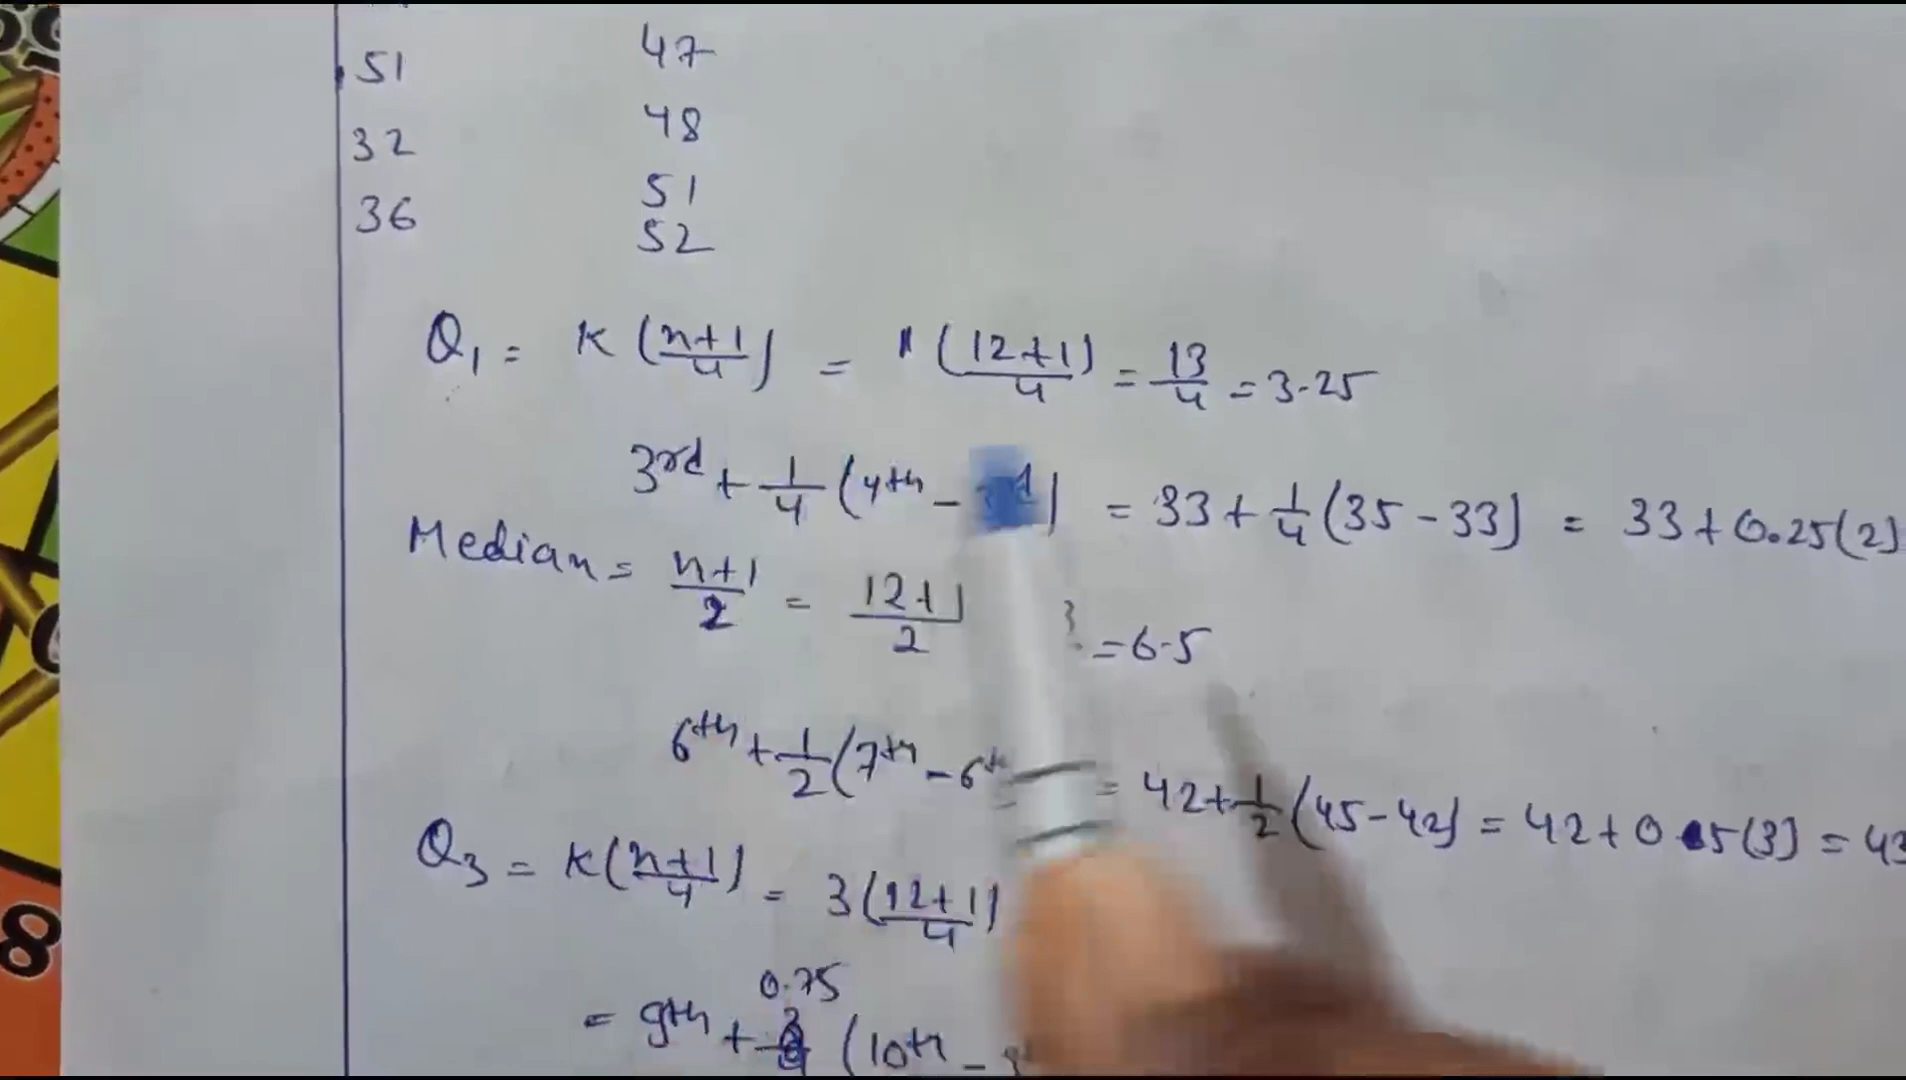 51 47
32 48
36 51
52
Q₁ = K (n+1/4) = 1 (12+1/4) = 13/4 = 3.25
3rd + 1/4 (4th - ) = 33 + 1/4 (35 - 33) = 33 + 0.25(2)
Median = n+1/2 = 12+1/2 = 6.5
6th + 1/2 (7th - 6th = 42 + 1/2 (45 - 42) = 42 + 0.5(3) = 43
Q₃ = K (n+1/4) = 3 (12+1/4)
0.75
= 9th + (10th -
8